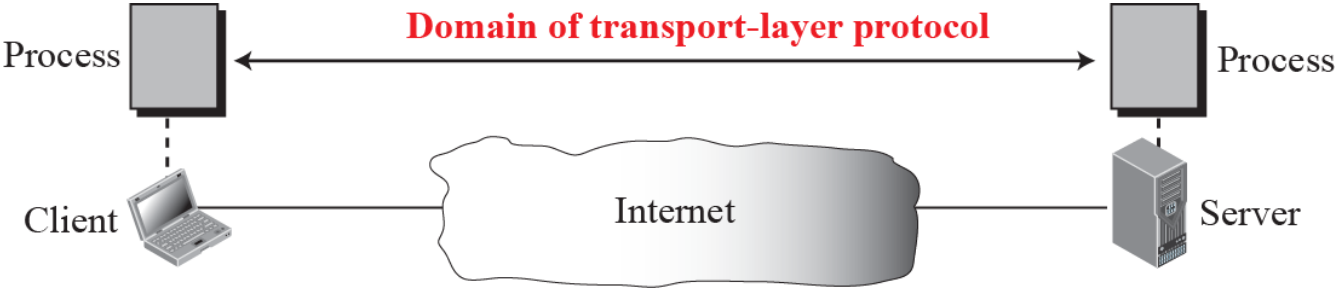 Domain of transport-layer protocol
Process
Process
Client
Internet
Server